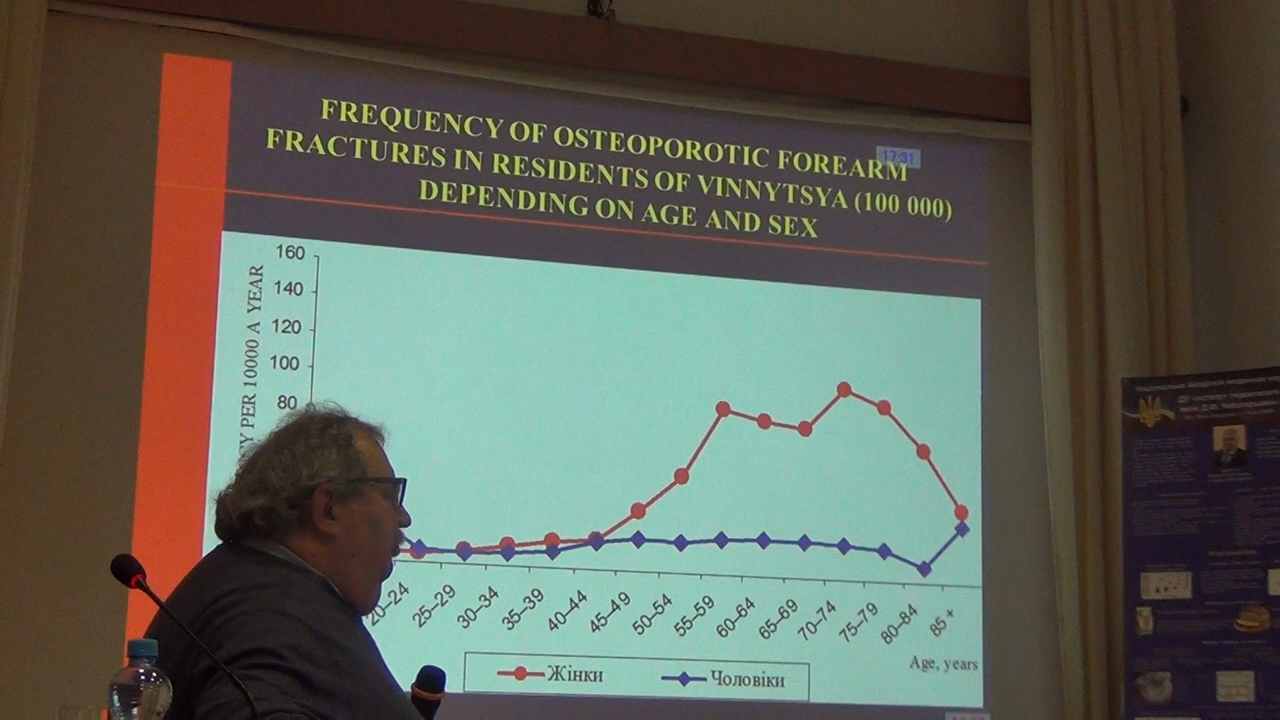 FREQUENCY OF OSTEOPOROTIC FOREARM
FRACTURES IN RESIDENTS OF VINNYTSYA (100 000)
DEPENDING ON AGE AND SEX
17:31
160
140
120
100
80
PER 10000 A YEAR
20–24
25–29
30–34
35–39
40–44
45–49
50–54
55–59
60–64
65–69
70–74
75–79
80–84
85 +
Age, years
Жінки
Чоловіки